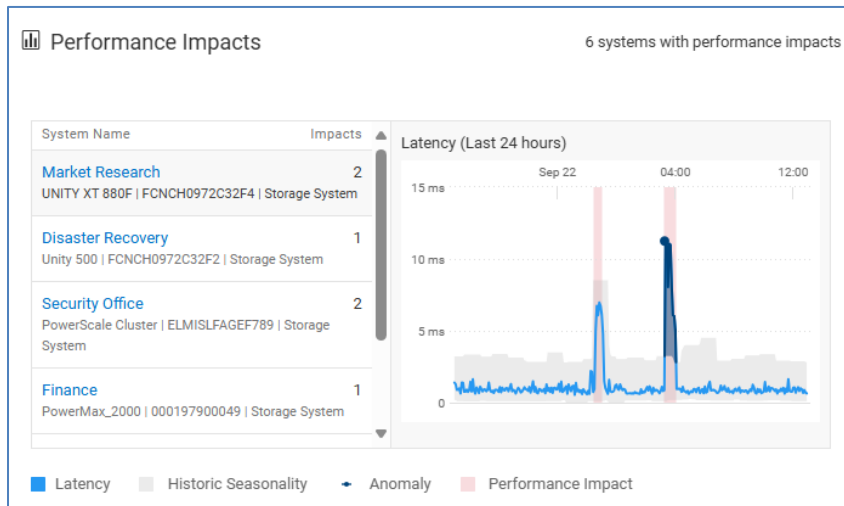 Performance Impacts
6 systems with performance impacts
System Name Impacts
Market Research 2
UNITY XT 880F | FCNCH0972C32F4 | Storage System
Disaster Recovery 1
Unity 500 | FCNCH0972C32F2 | Storage System
Security Office 2
PowerScale Cluster | ELMISLFAGEF789 | Storage
System
Finance 1
PowerMax_2000 | 000197900049 | Storage System
Latency (Last 24 hours)
Sep 22 04:00 12:00
15 ms
10 ms
5 ms
0
Latency Historic Seasonality Anomaly Performance Impact